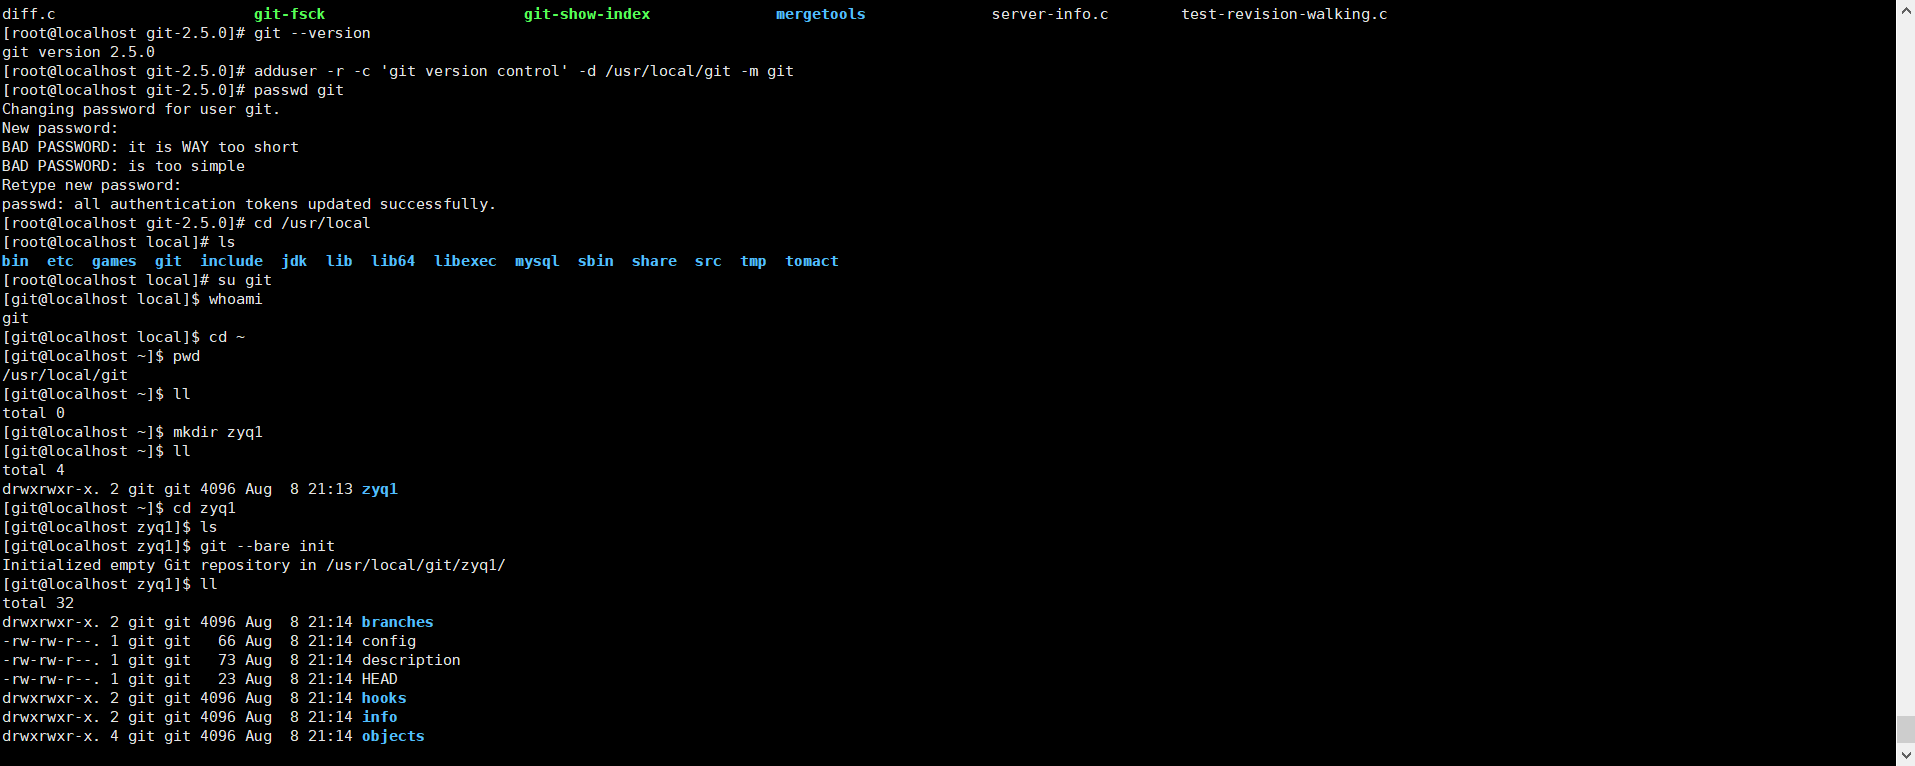 diff.c git-fsck git-show-index mergetools server-info.c test-revision-walking.c
[root@localhost git-2.5.0]# git --version
git version 2.5.0
[root@localhost git-2.5.0]# adduser -r -c 'git version control' -d /usr/local/git -m git
[root@localhost git-2.5.0]# passwd git
Changing password for user git.
New password:
BAD PASSWORD: it is WAY too short
BAD PASSWORD: is too simple
Retype new password:
passwd: all authentication tokens updated successfully.
[root@localhost git-2.5.0]# cd /usr/local
[root@localhost local]# ls
bin etc games git include jdk lib lib64 libexec mysql sbin share src tmp tomact
[root@localhost local]# su git
[git@localhost local]$ whoami
git
[git@localhost local]$ cd ~
[git@localhost ~]$ pwd
/usr/local/git
[git@localhost ~]$ ll
total 0
[git@localhost ~]$ mkdir zyq1
[git@localhost ~]$ ll
total 4
drwxrwxr-x. 2 git git 4096 Aug  8 21:13 zyq1
[git@localhost ~]$ cd zyq1
[git@localhost zyq1]$ ls
[git@localhost zyq1]$ git --bare init
Initialized empty Git repository in /usr/local/git/zyq1/
[git@localhost zyq1]$ ll
total 32
drwxrwxr-x. 2 git git 4096 Aug  8 21:14 branches
-rw-rw-r--. 1 git git   66 Aug  8 21:14 config
-rw-rw-r--. 1 git git   73 Aug  8 21:14 description
-rw-rw-r--. 1 git git   23 Aug  8 21:14 HEAD
drwxrwxr-x. 2 git git 4096 Aug  8 21:14 hooks
drwxrwxr-x. 2 git git 4096 Aug  8 21:14 info
drwxrwxr-x. 4 git git 4096 Aug  8 21:14 objects